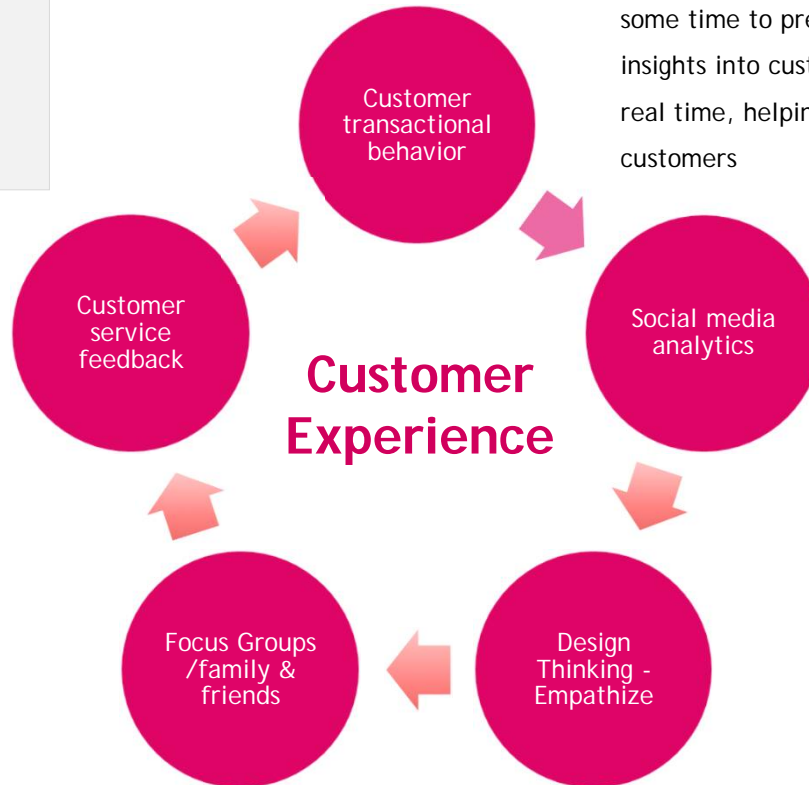 some time to pre
insights into cust
real time, helpin
customers
Customer
transactional
behavior
Social media
analytics
Design
Thinking -
Empathize
Focus Groups
/family &
friends
Customer
service
feedback
Customer
Experience